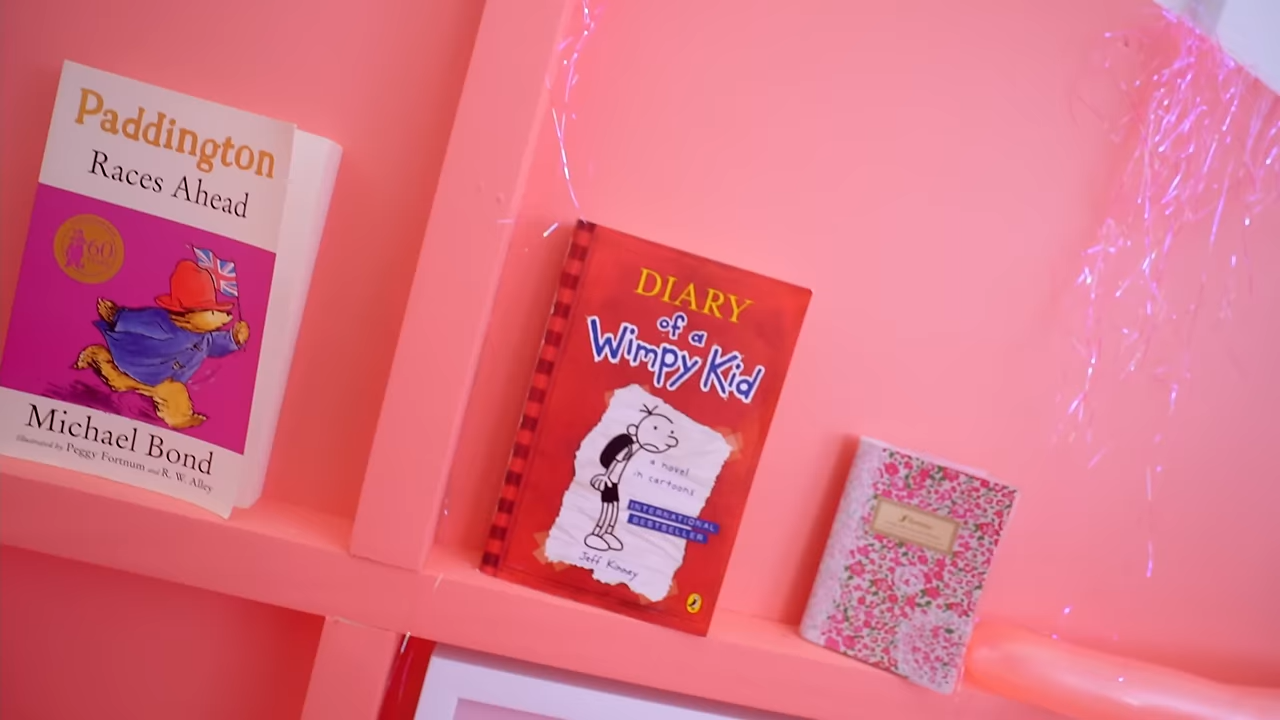 Paddington
Races Ahead
60
Michael Bond
Illustrated by Peggy Fortnum and R. W. Alley
DIARY
of a
Wimpy Kid
a novel
in cartoons
INTERNATIONAL
BESTSELLER
Jeff Kinney